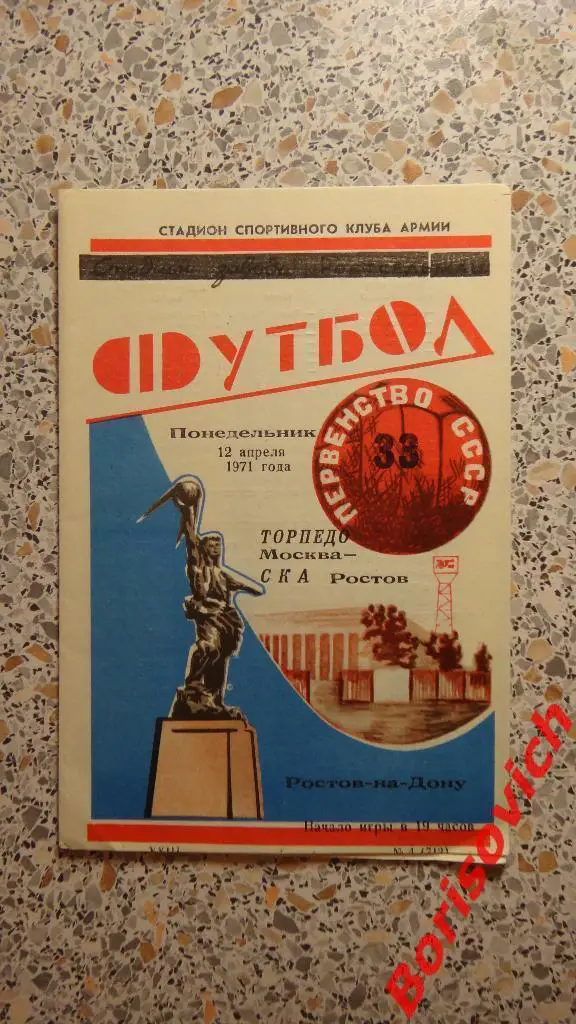 СТАДИОН СПОРТИВНОГО КЛУБА АРМИИ
ФУТБОЛ
Понедельник
12 апреля
1971 года
ПЕРВЕНСТВО СССР
33
ТОРПЕДО
Москва—
СКА Ростов
Ростов-на-Дону
Начало игры в 19 часов
Borisovich